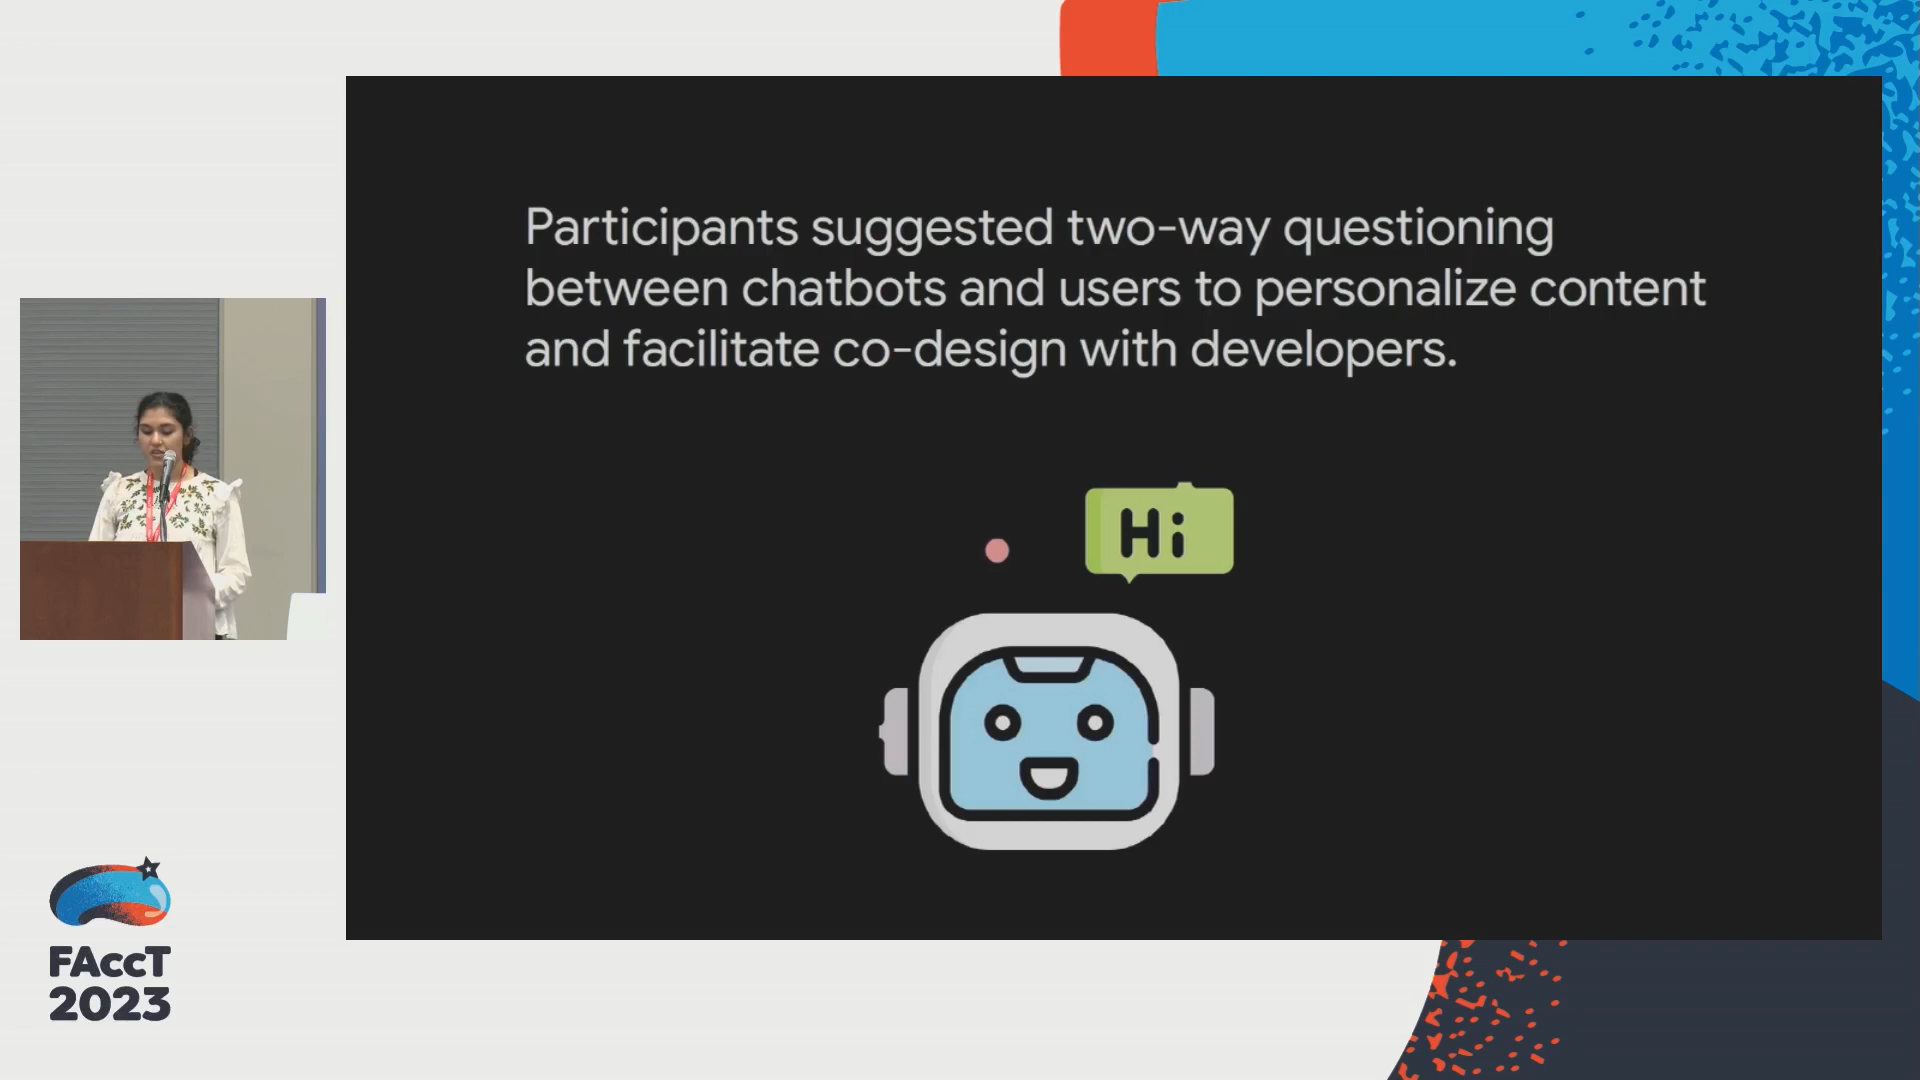 Participants suggested two-way questioning
between chatbots and users to personalize content
and facilitate co-design with developers.
Hi
FAccT
2023